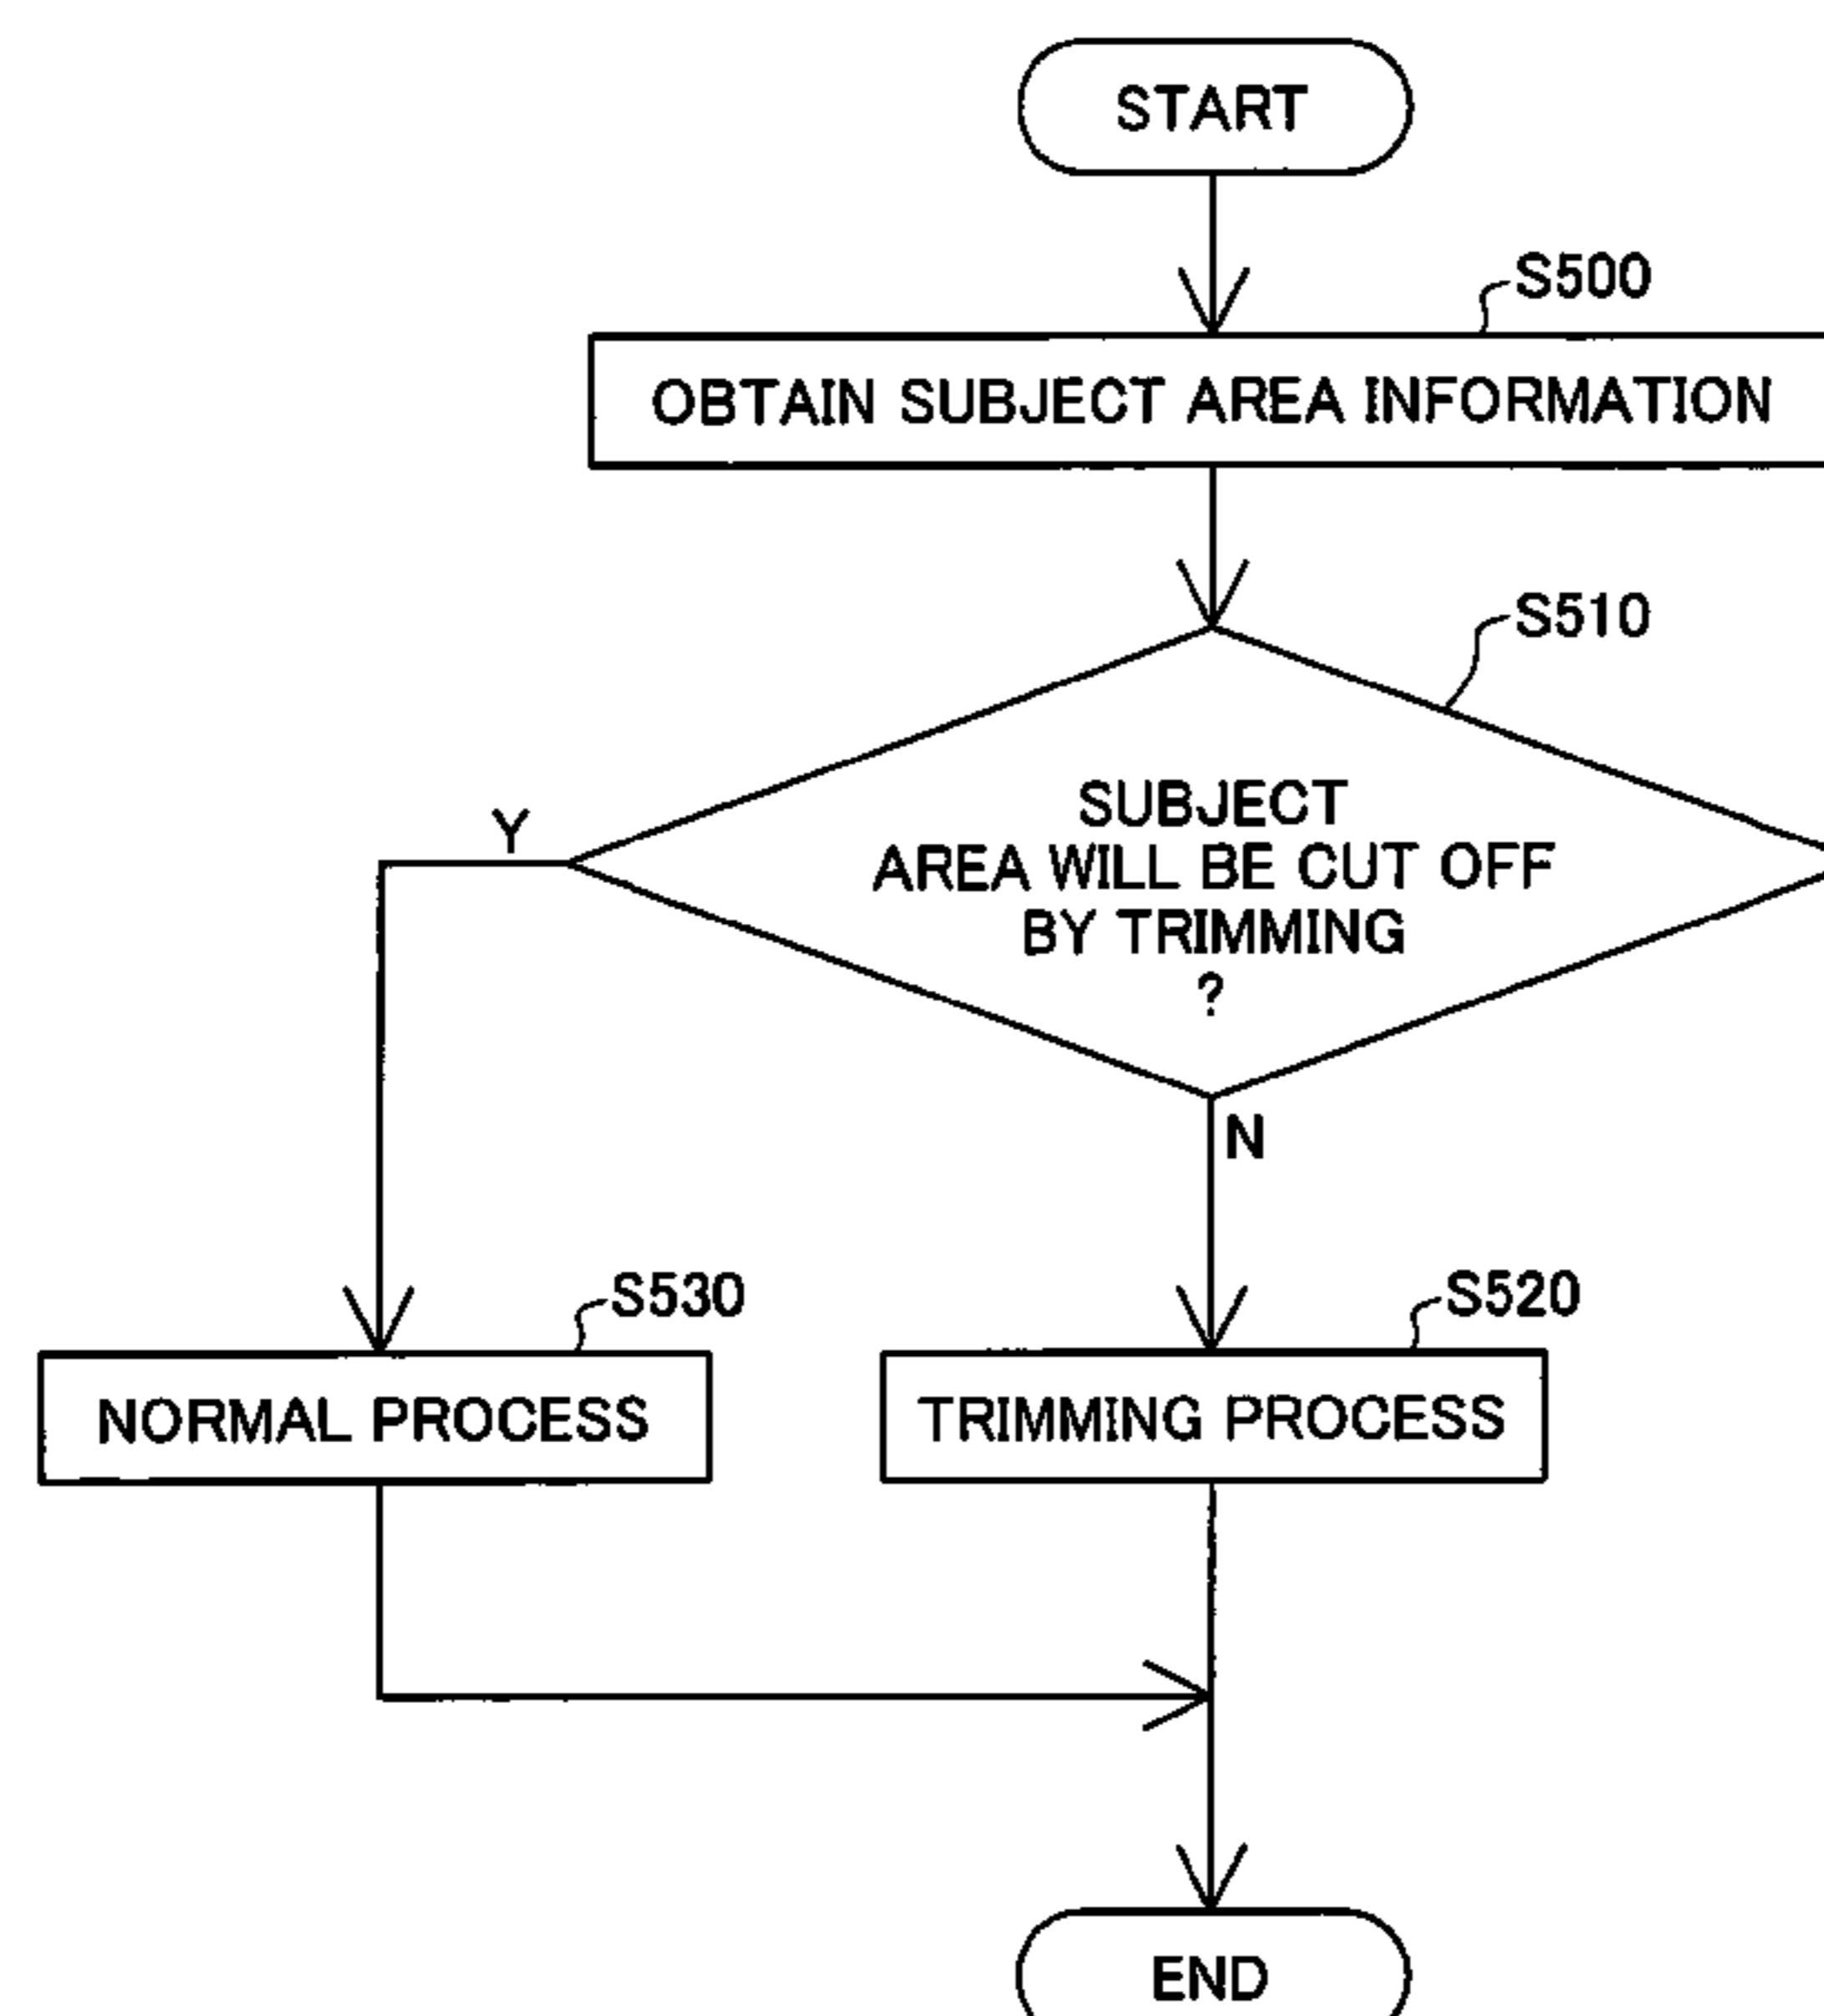 START
S500
OBTAIN SUBJECT AREA INFORMATION
S510
SUBJECT
AREA WILL BE CUT OFF
BY TRIMMING
?
Y
N
S530
NORMAL PROCESS
S520
TRIMMING PROCESS
END